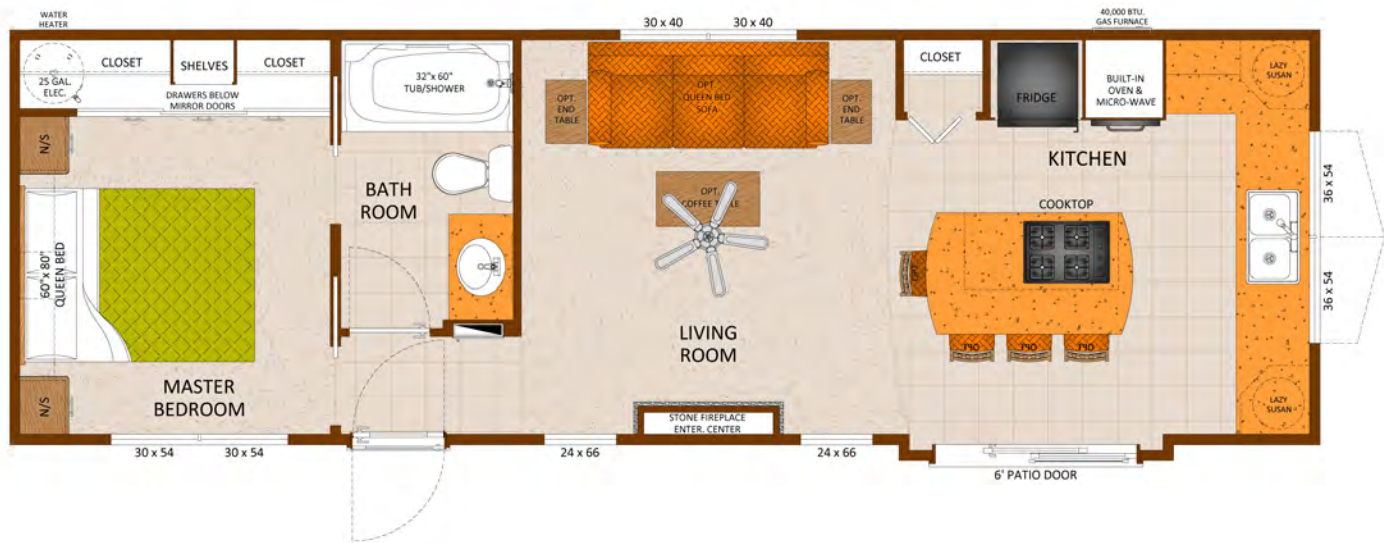 WATER
HEATER
30 x 40
30 x 40
40,000 BTU.
GAS FURNACE
CLOSET
SHELVES
CLOSET
25 GAL.
ELEC.
DRAWERS BELOW
MIRROR DOORS
32"x 60"
TUB/SHOWER
OPT.
END
TABLE
OPT.
QUEEN BED
SOFA
OPT.
END
TABLE
CLOSET
FRIDGE
BUILT-IN
OVEN &
MICRO-WAVE
LAZY
SUSAN
N/S
BATH
ROOM
KITCHEN
36 x 54
OPT.
COFFEE TABLE
COOKTOP
60"x 80"
QUEEN BED
OPT.
36 x 54
LIVING
ROOM
OPT.
OPT.
OPT.
MASTER
BEDROOM
N/S
STONE FIREPLACE
ENTER. CENTER
LAZY
SUSAN
30 x 54
30 x 54
24 x 66
24 x 66
6' PATIO DOOR